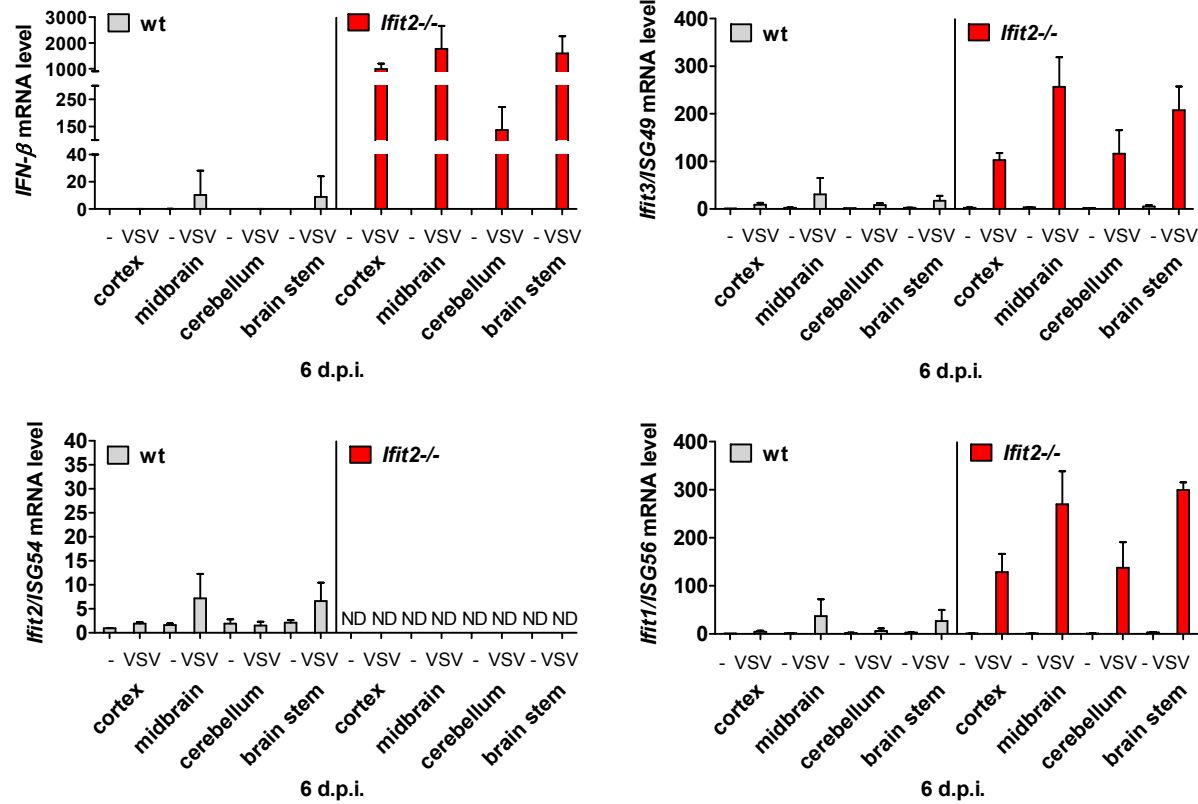 IFN-β mRNA level
3000
2000
1000
250
150
40
20
0
wt
Ifit2-/-
- VSV - VSV - VSV - VSV - VSV - VSV - VSV - VSV
cortex
midbrain
cerebellum
brain stem
cortex
midbrain
cerebellum
brain stem
6 d.p.i.
Ifit3/ISG49 mRNA level
400
300
200
100
0
wt
Ifit2-/-
- VSV - VSV - VSV - VSV - VSV - VSV - VSV - VSV
cortex
midbrain
cerebellum
brain stem
cortex
midbrain
cerebellum
brain stem
6 d.p.i.
Ifit2/ISG54 mRNA level
40
35
30
25
20
15
10
5
0
wt
Ifit2-/-
ND ND ND ND ND ND ND ND
- VSV - VSV - VSV - VSV - VSV - VSV - VSV - VSV
cortex
midbrain
cerebellum
brain stem
cortex
midbrain
cerebellum
brain stem
6 d.p.i.
Ifit1/ISG56 mRNA level
400
300
200
100
0
wt
Ifit2-/-
- VSV - VSV - VSV - VSV - VSV - VSV - VSV - VSV
cortex
midbrain
cerebellum
brain stem
cortex
midbrain
cerebellum
brain stem
6 d.p.i.